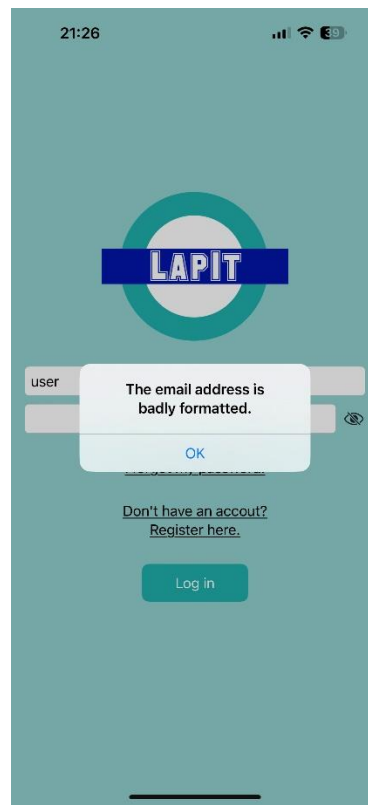 21:26
39
LAPIT
user
The email address is
badly formatted.
OK
Don't have an accout?
Register here.
Log in